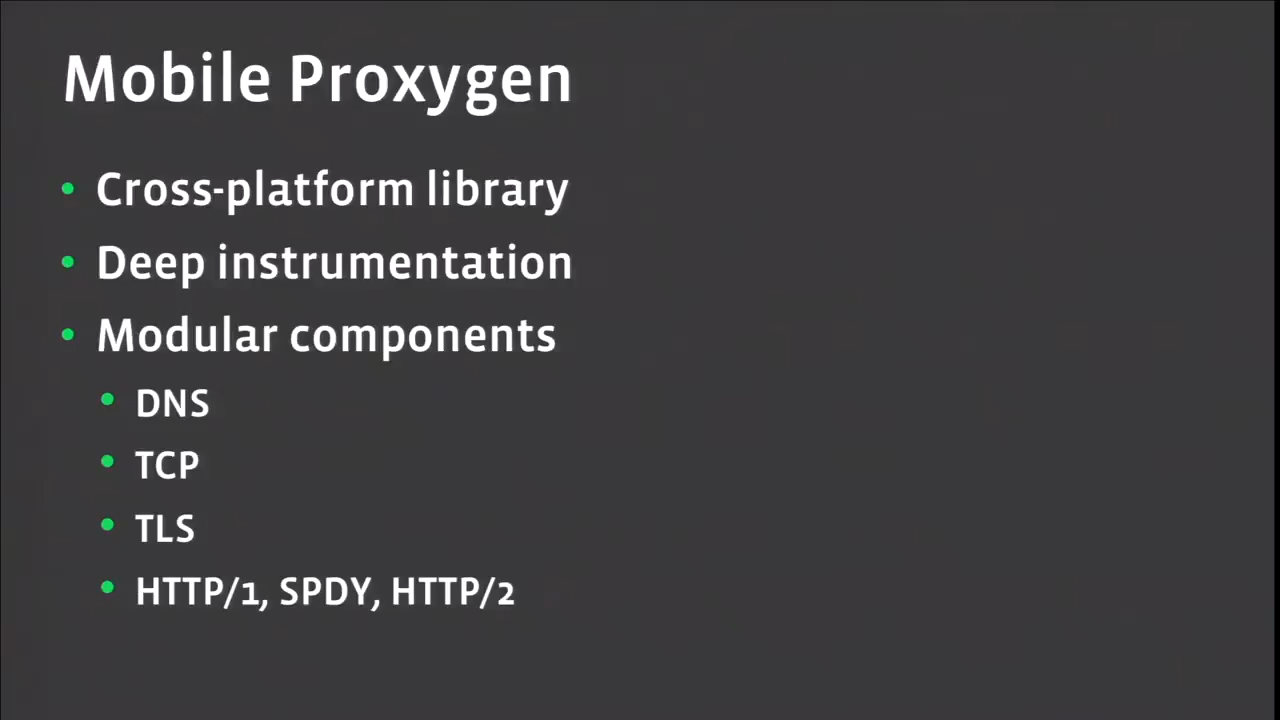 Mobile Proxygen
• Cross-platform library
• Deep instrumentation
• Modular components
• DNS
• TCP
• TLS
• HTTP/1, SPDY, HTTP/2